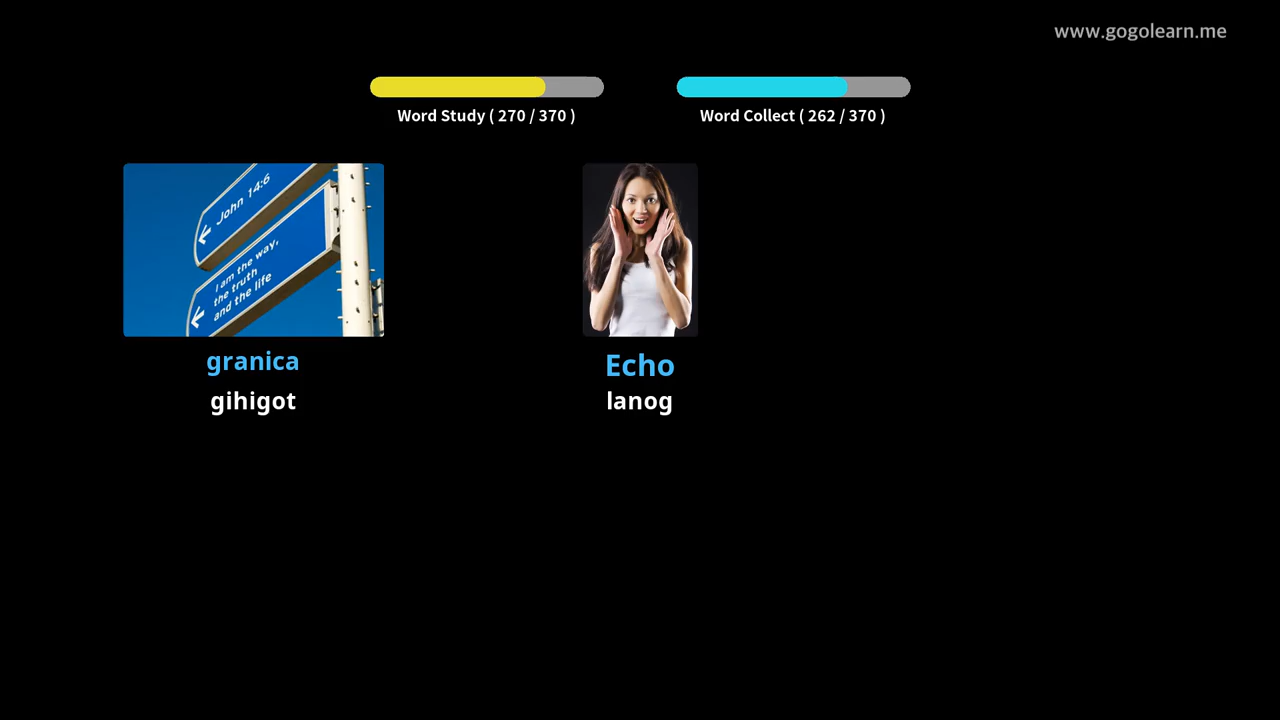 www.gogolearn.me
Word Study ( 270 / 370 )
Word Collect ( 262 / 370 )
John 14:6
I am the way,
the truth
and the life
granica
gihigot
Echo
lanog